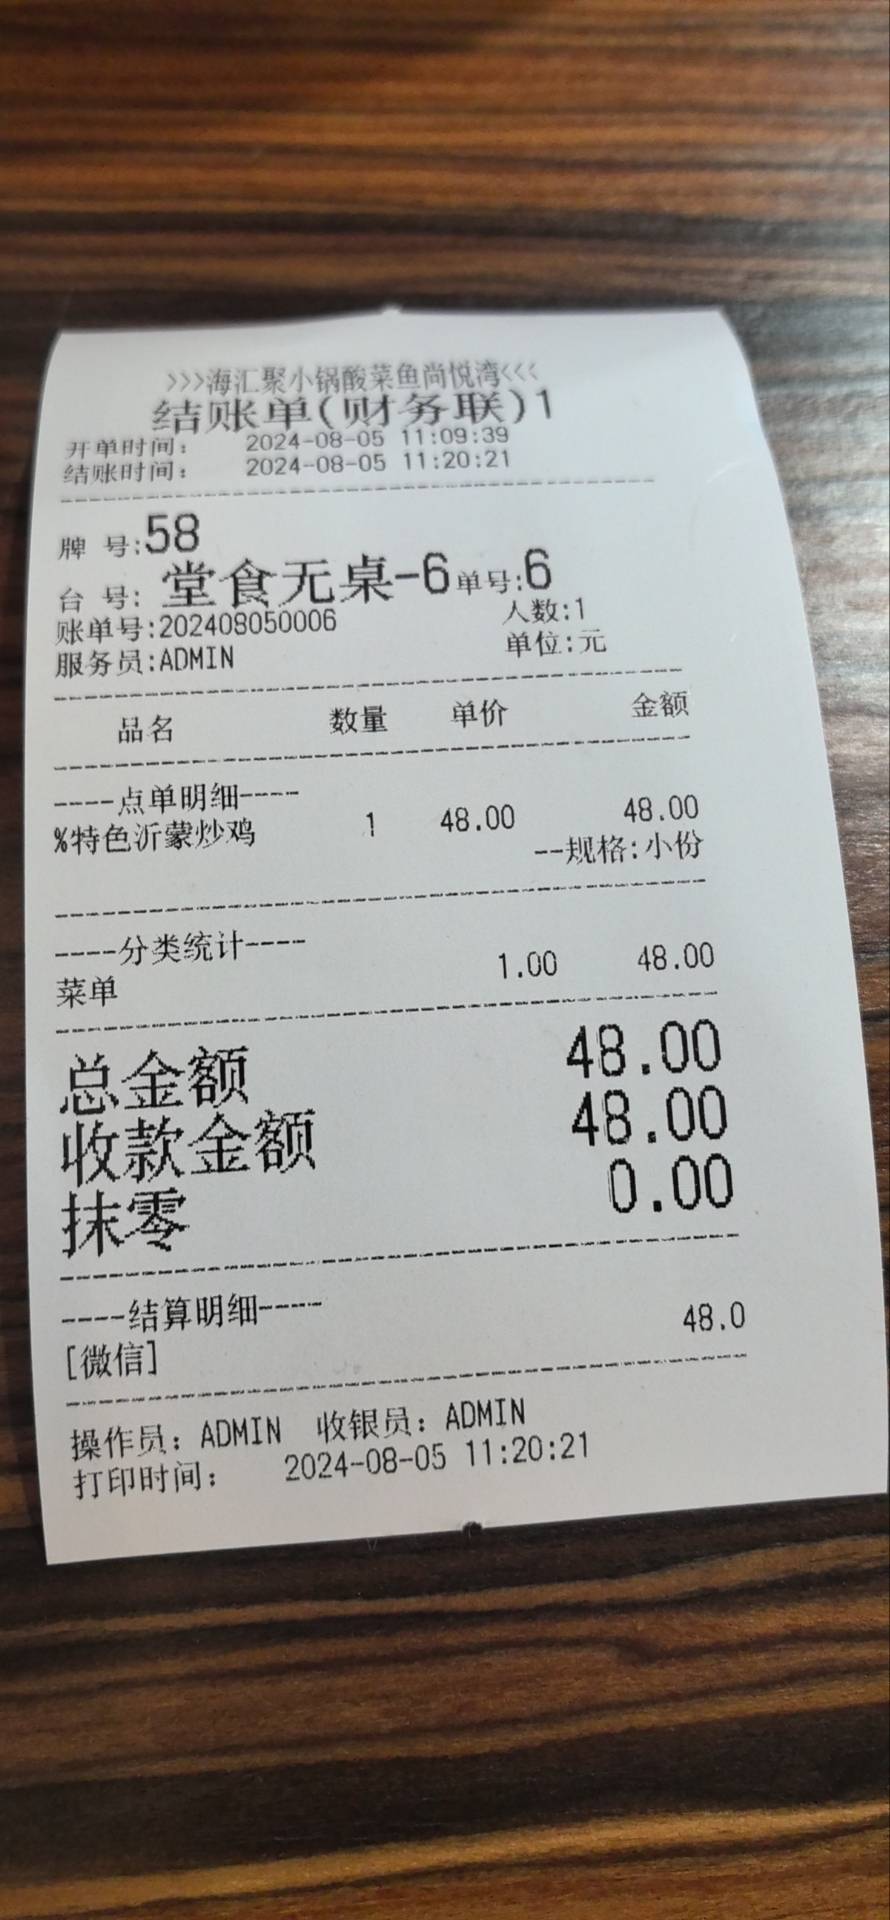 >>>海汇聚小锅酸菜鱼尚悦湾<<<
结账单(财务联)1
开单时间: 2024-08-05 11:09:39
结账时间: 2024-08-05 11:20:21
牌 号:58
台 号: 堂食无桌-6 单号:6
账单号:202408050006 人数:1
服务员:ADMIN 单位:元
品名 数量 单价 金额
----点单明细----
%特色沂蒙炒鸡 1 48.00 48.00
--规格:小份
----分类统计----
菜单 1.00 48.00
总金额 48.00
收款金额 48.00
抹零 0.00
----结算明细----
[微信] 48.0
操作员: ADMIN 收银员: ADMIN
打印时间: 2024-08-05 11:20:21